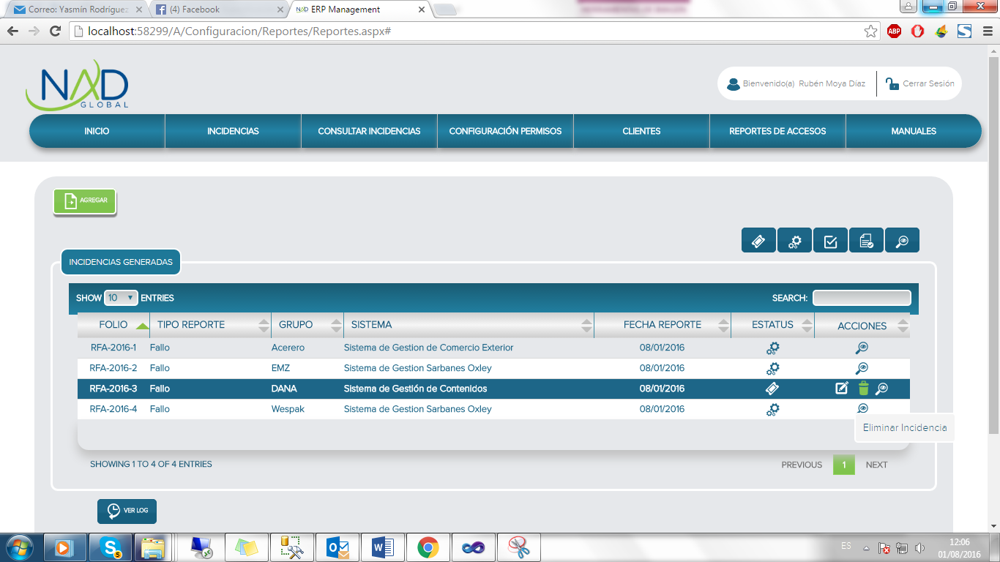 Correo: Yasmín Rodriguez
(4) Facebook
NAD ERP Management
localhost:58299/A/Configuracion/Reportes/Reportes.aspx#
ABP
NAD
GLOBAL
Bienvenido(a) Rubén Moya Díaz
Cerrar Sesión
INICIO
INCIDENCIAS
CONSULTAR INCIDENCIAS
CONFIGURACIÓN PERMISOS
CLIENTES
REPORTES DE ACCESOS
MANUALES
AGREGAR
INCIDENCIAS GENERADAS
SHOW 10 ENTRIES
SEARCH:
FOLIO TIPO REPORTE GRUPO SISTEMA FECHA REPORTE ESTATUS ACCIONES
RFA-2016-1 Fallo Acerero Sistema de Gestion de Comercio Exterior 08/01/2016
RFA-2016-2 Fallo EMZ Sistema de Gestion Sarbanes Oxley 08/01/2016
RFA-2016-3 Fallo DANA Sistema de Gestión de Contenidos 08/01/2016
RFA-2016-4 Fallo Wespak Sistema de Gestion Sarbanes Oxley 08/01/2016
Eliminar Incidencia
SHOWING 1 TO 4 OF 4 ENTRIES
PREVIOUS 1 NEXT
VER LOG
5
ES
12:06
01/08/2016